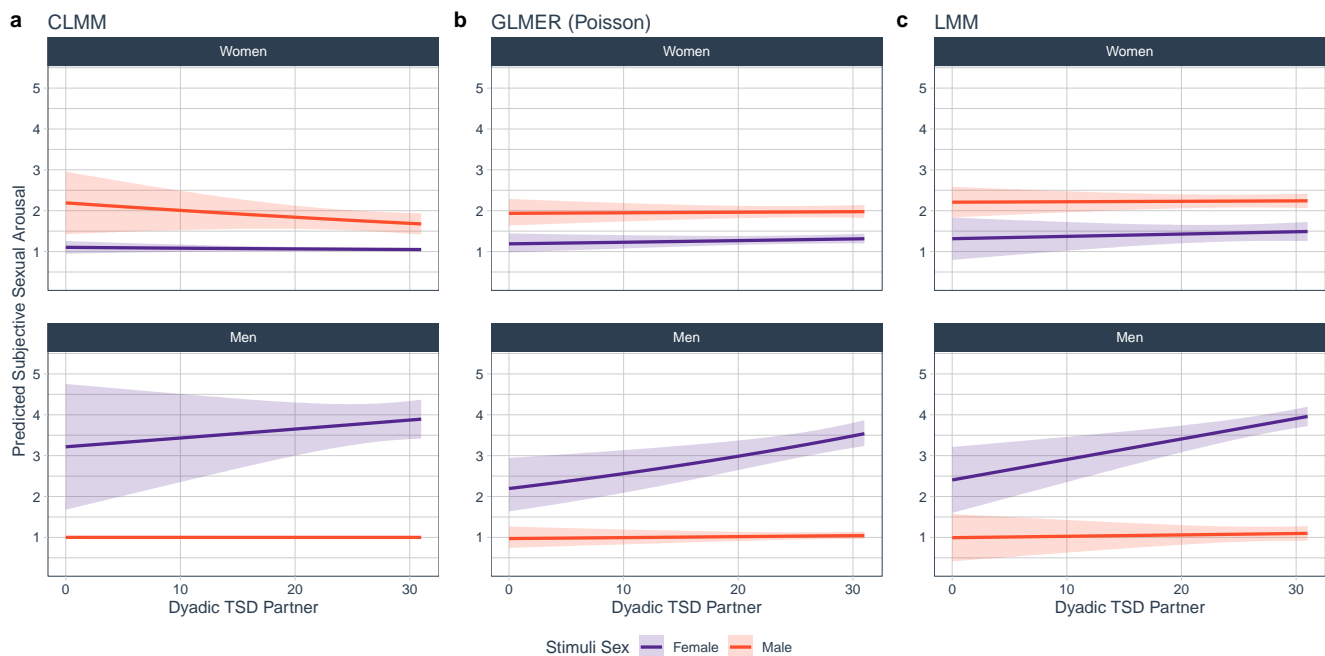 a CLMM
b GLMER (Poisson)
c LMM
Predicted Subjective Sexual Arousal
Women
5
4
3
2
1
Women
5
4
3
2
1
Women
5
4
3
2
1
Men
5
4
3
2
1
0 10 20 30
Dyadic TSD Partner
Men
5
4
3
2
1
0 10 20 30
Dyadic TSD Partner
Men
5
4
3
2
1
0 10 20 30
Dyadic TSD Partner
Stimuli Sex Female Male